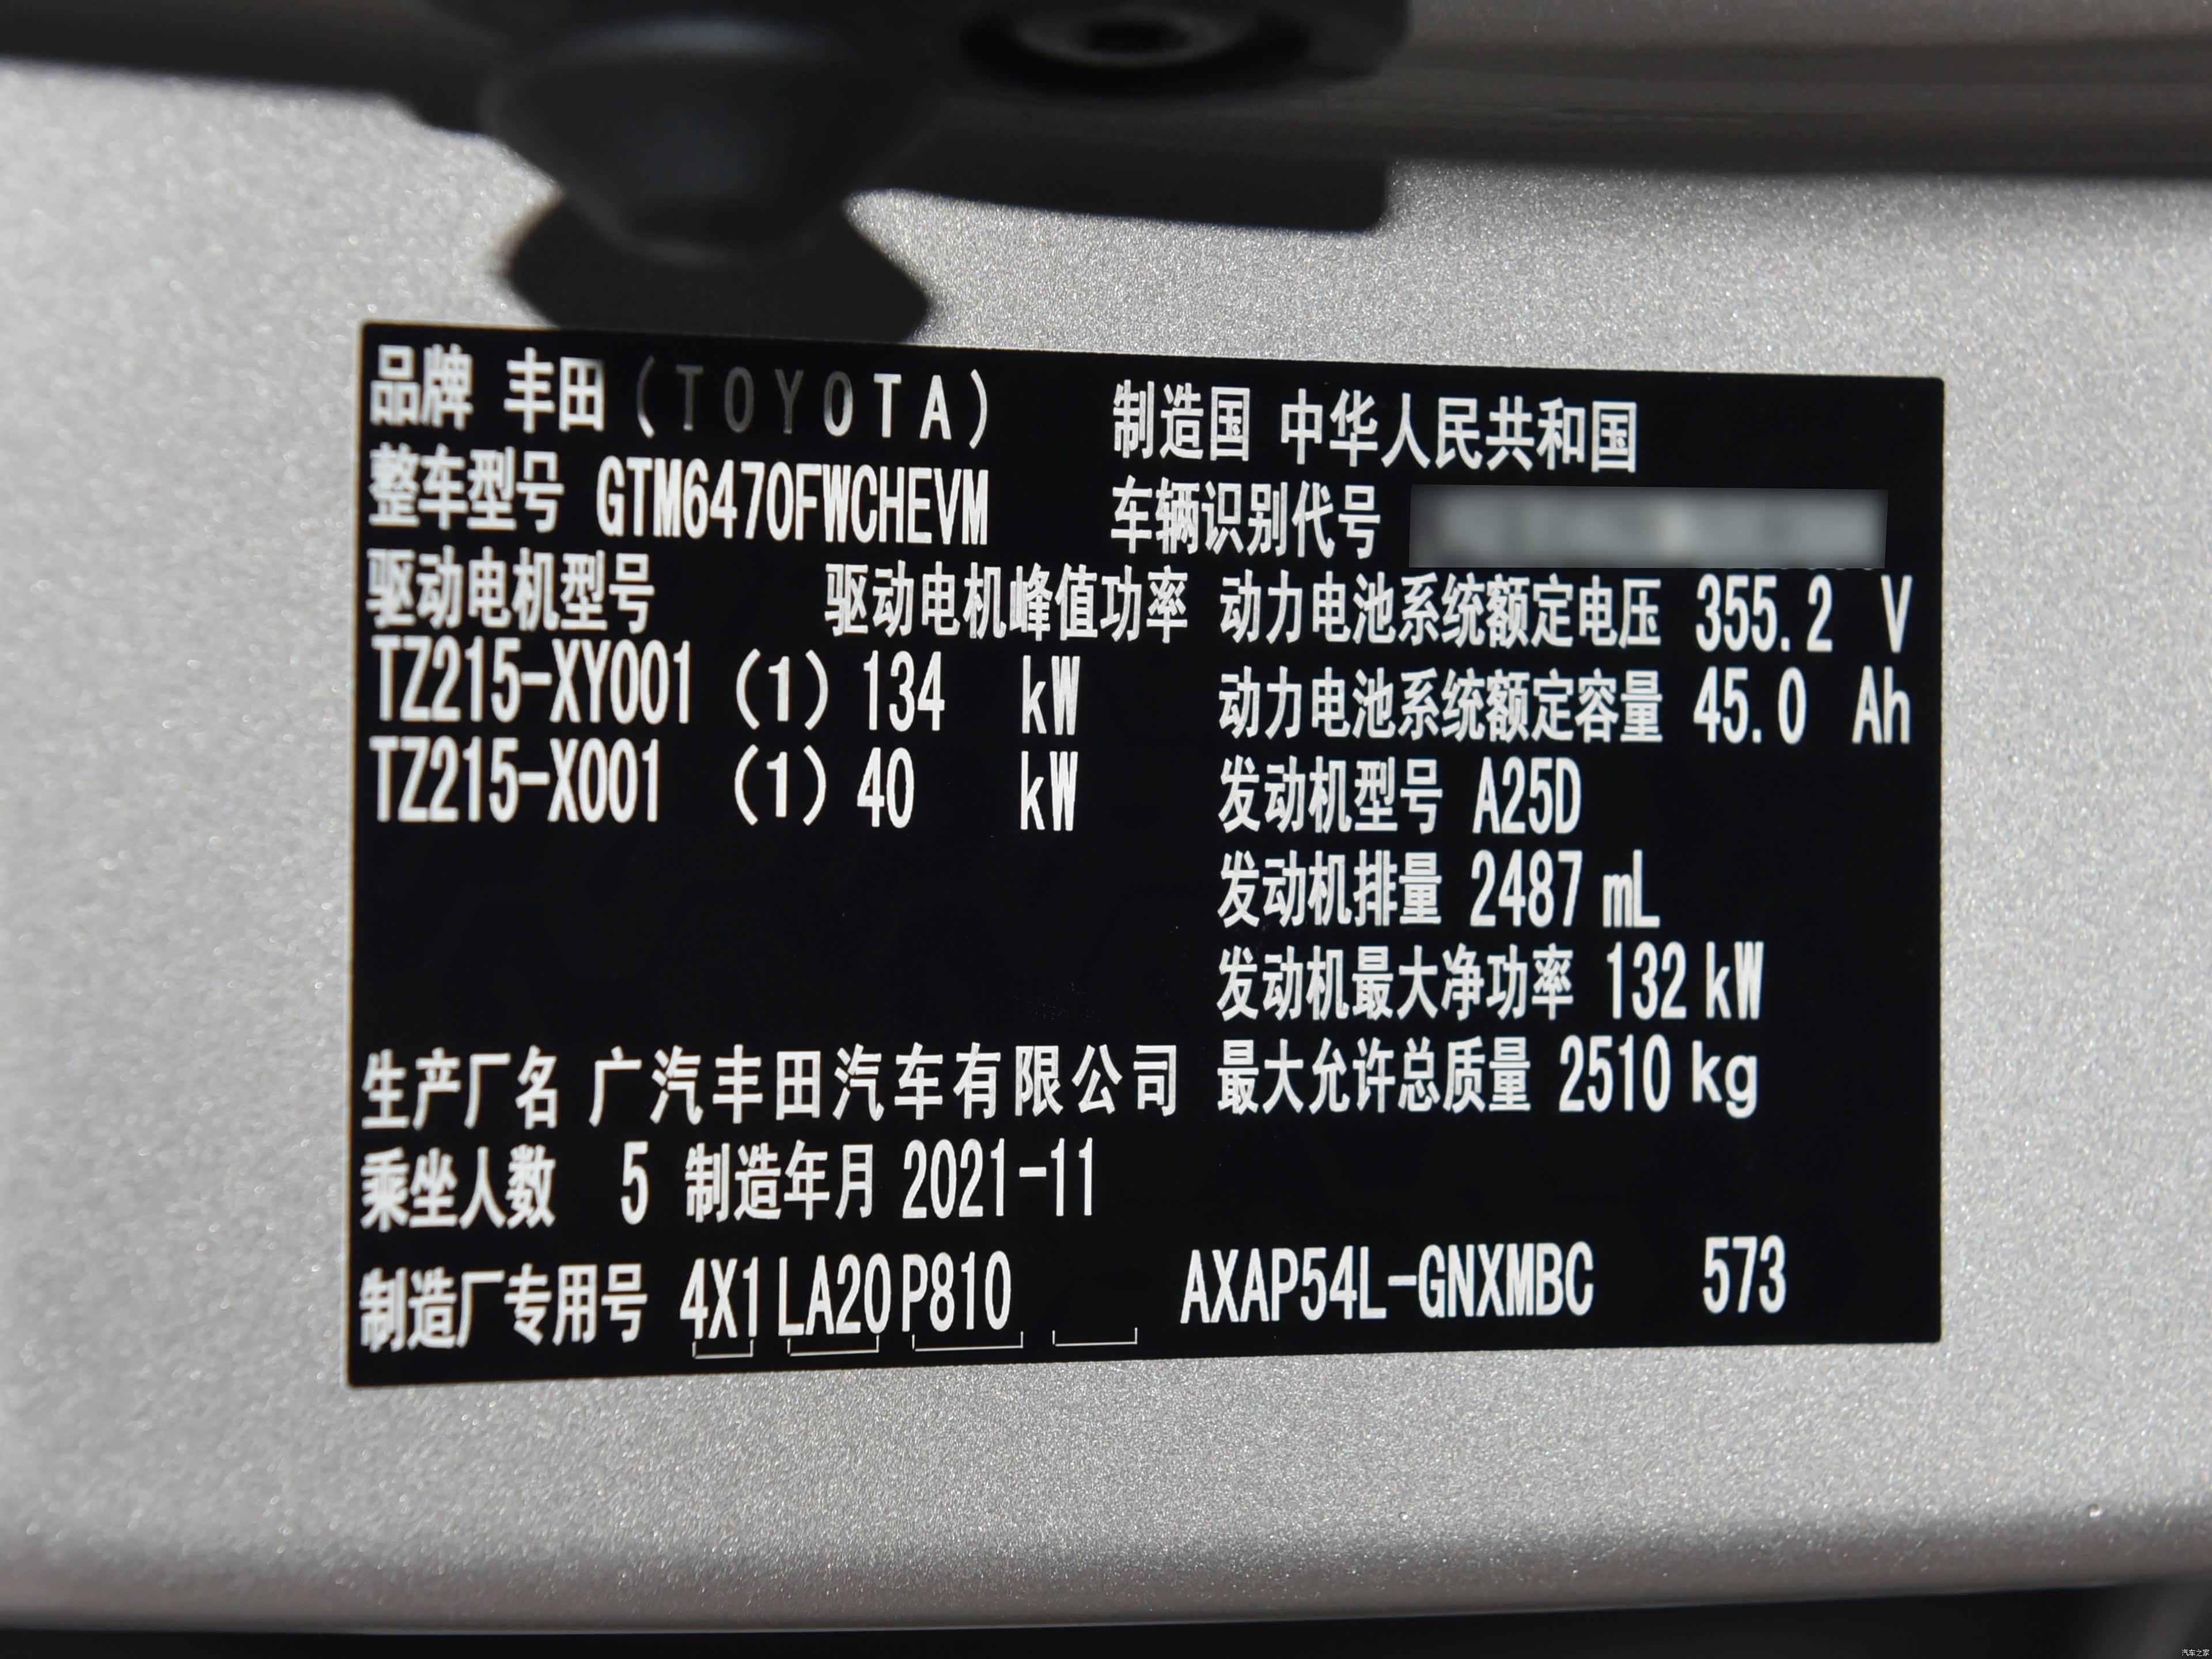 品牌 丰田(TOYOTA) 制造国 中华人民共和国
整车型号 GTM6470FWCHEVM 车辆识别代号
驱动电机型号 驱动电机峰值功率 动力电池系统额定电压 355.2 V
TZ215-XY001 (1) 134 kW 动力电池系统额定容量 45.0 Ah
TZ215-X001 (1) 40 kW 发动机型号 A25D
发动机排量 2487 mL
发动机最大净功率 132 kW
生产厂名 广汽丰田汽车有限公司 最大允许总质量 2510 kg
乘坐人数 5 制造年月 2021-11
制造厂专用号 4X1 LA20 P810 AXAP54L-GNXMBC 573
汽车之家